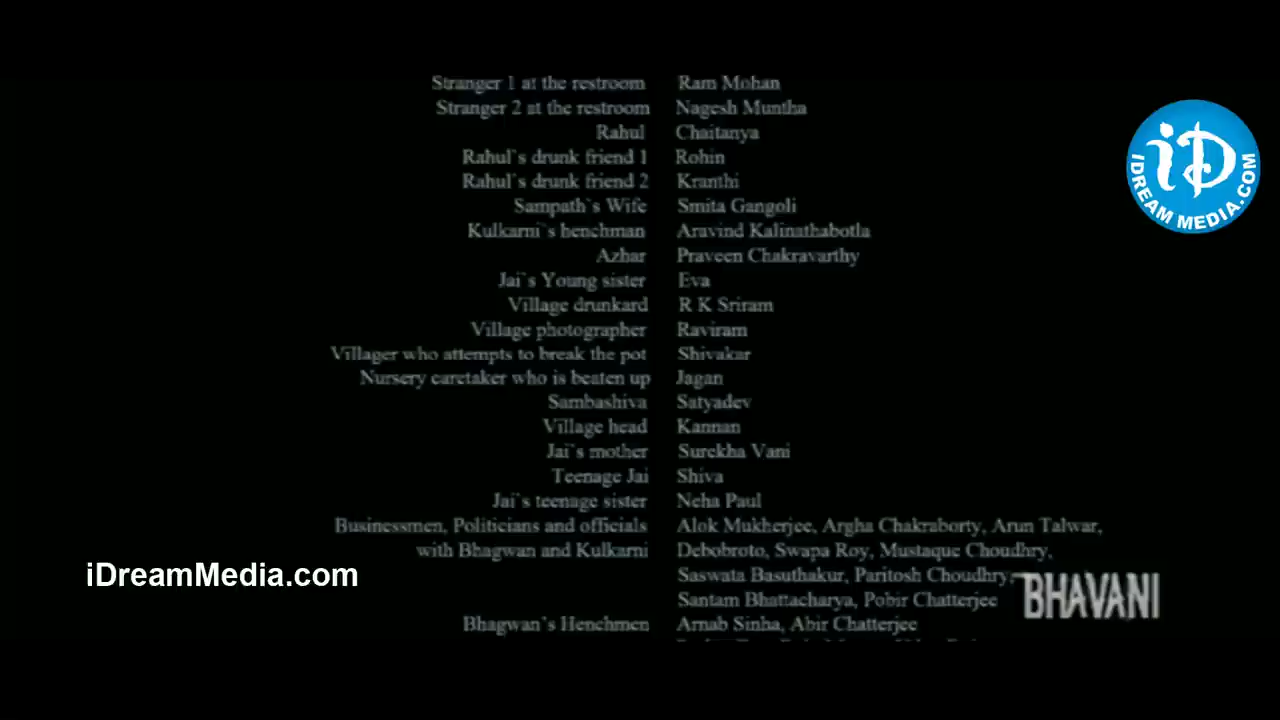 Stranger 1 at the restroom Ram Mohan
Stranger 2 at the restroom Nagesh Muntha
Rahul Chaitanya
Rahul`s drunk friend 1 Rohin
Rahul`s drunk friend 2 Kranthi
Sampath`s Wife Smita Gangoli
Kulkarni`s henchman Aravind Kalinathabotla
Azhar Praveen Chakravarthy
Jai`s Young sister Eva
Village drunkard R K Sriram
Village photographer Raviram
Villager who attempts to break the pot Shivakar
Nursery caretaker who is beaten up Jagan
Sambashiva Satyadev
Village head Kannan
Jai`s mother Surekha Vani
Teenage Jai Shiva
Jai`s teenage sister Neha Paul
Businessmen, Politicians and officials Alok Mukherjee, Argha Chakraborty, Arun Talwar,
with Bhagwan and Kulkarni Debobroto, Swapa Roy, Mustaque Choudhry,
Saswata Basuthakur, Paritosh Choudhry,
Santam Bhattacharya, Pobir Chatterjee
Bhagwan`s Henchmen Arnab Sinha, Abir Chatterjee
iD
IDREAM MEDIA.COM
iDreamMedia.com
BHAVANI